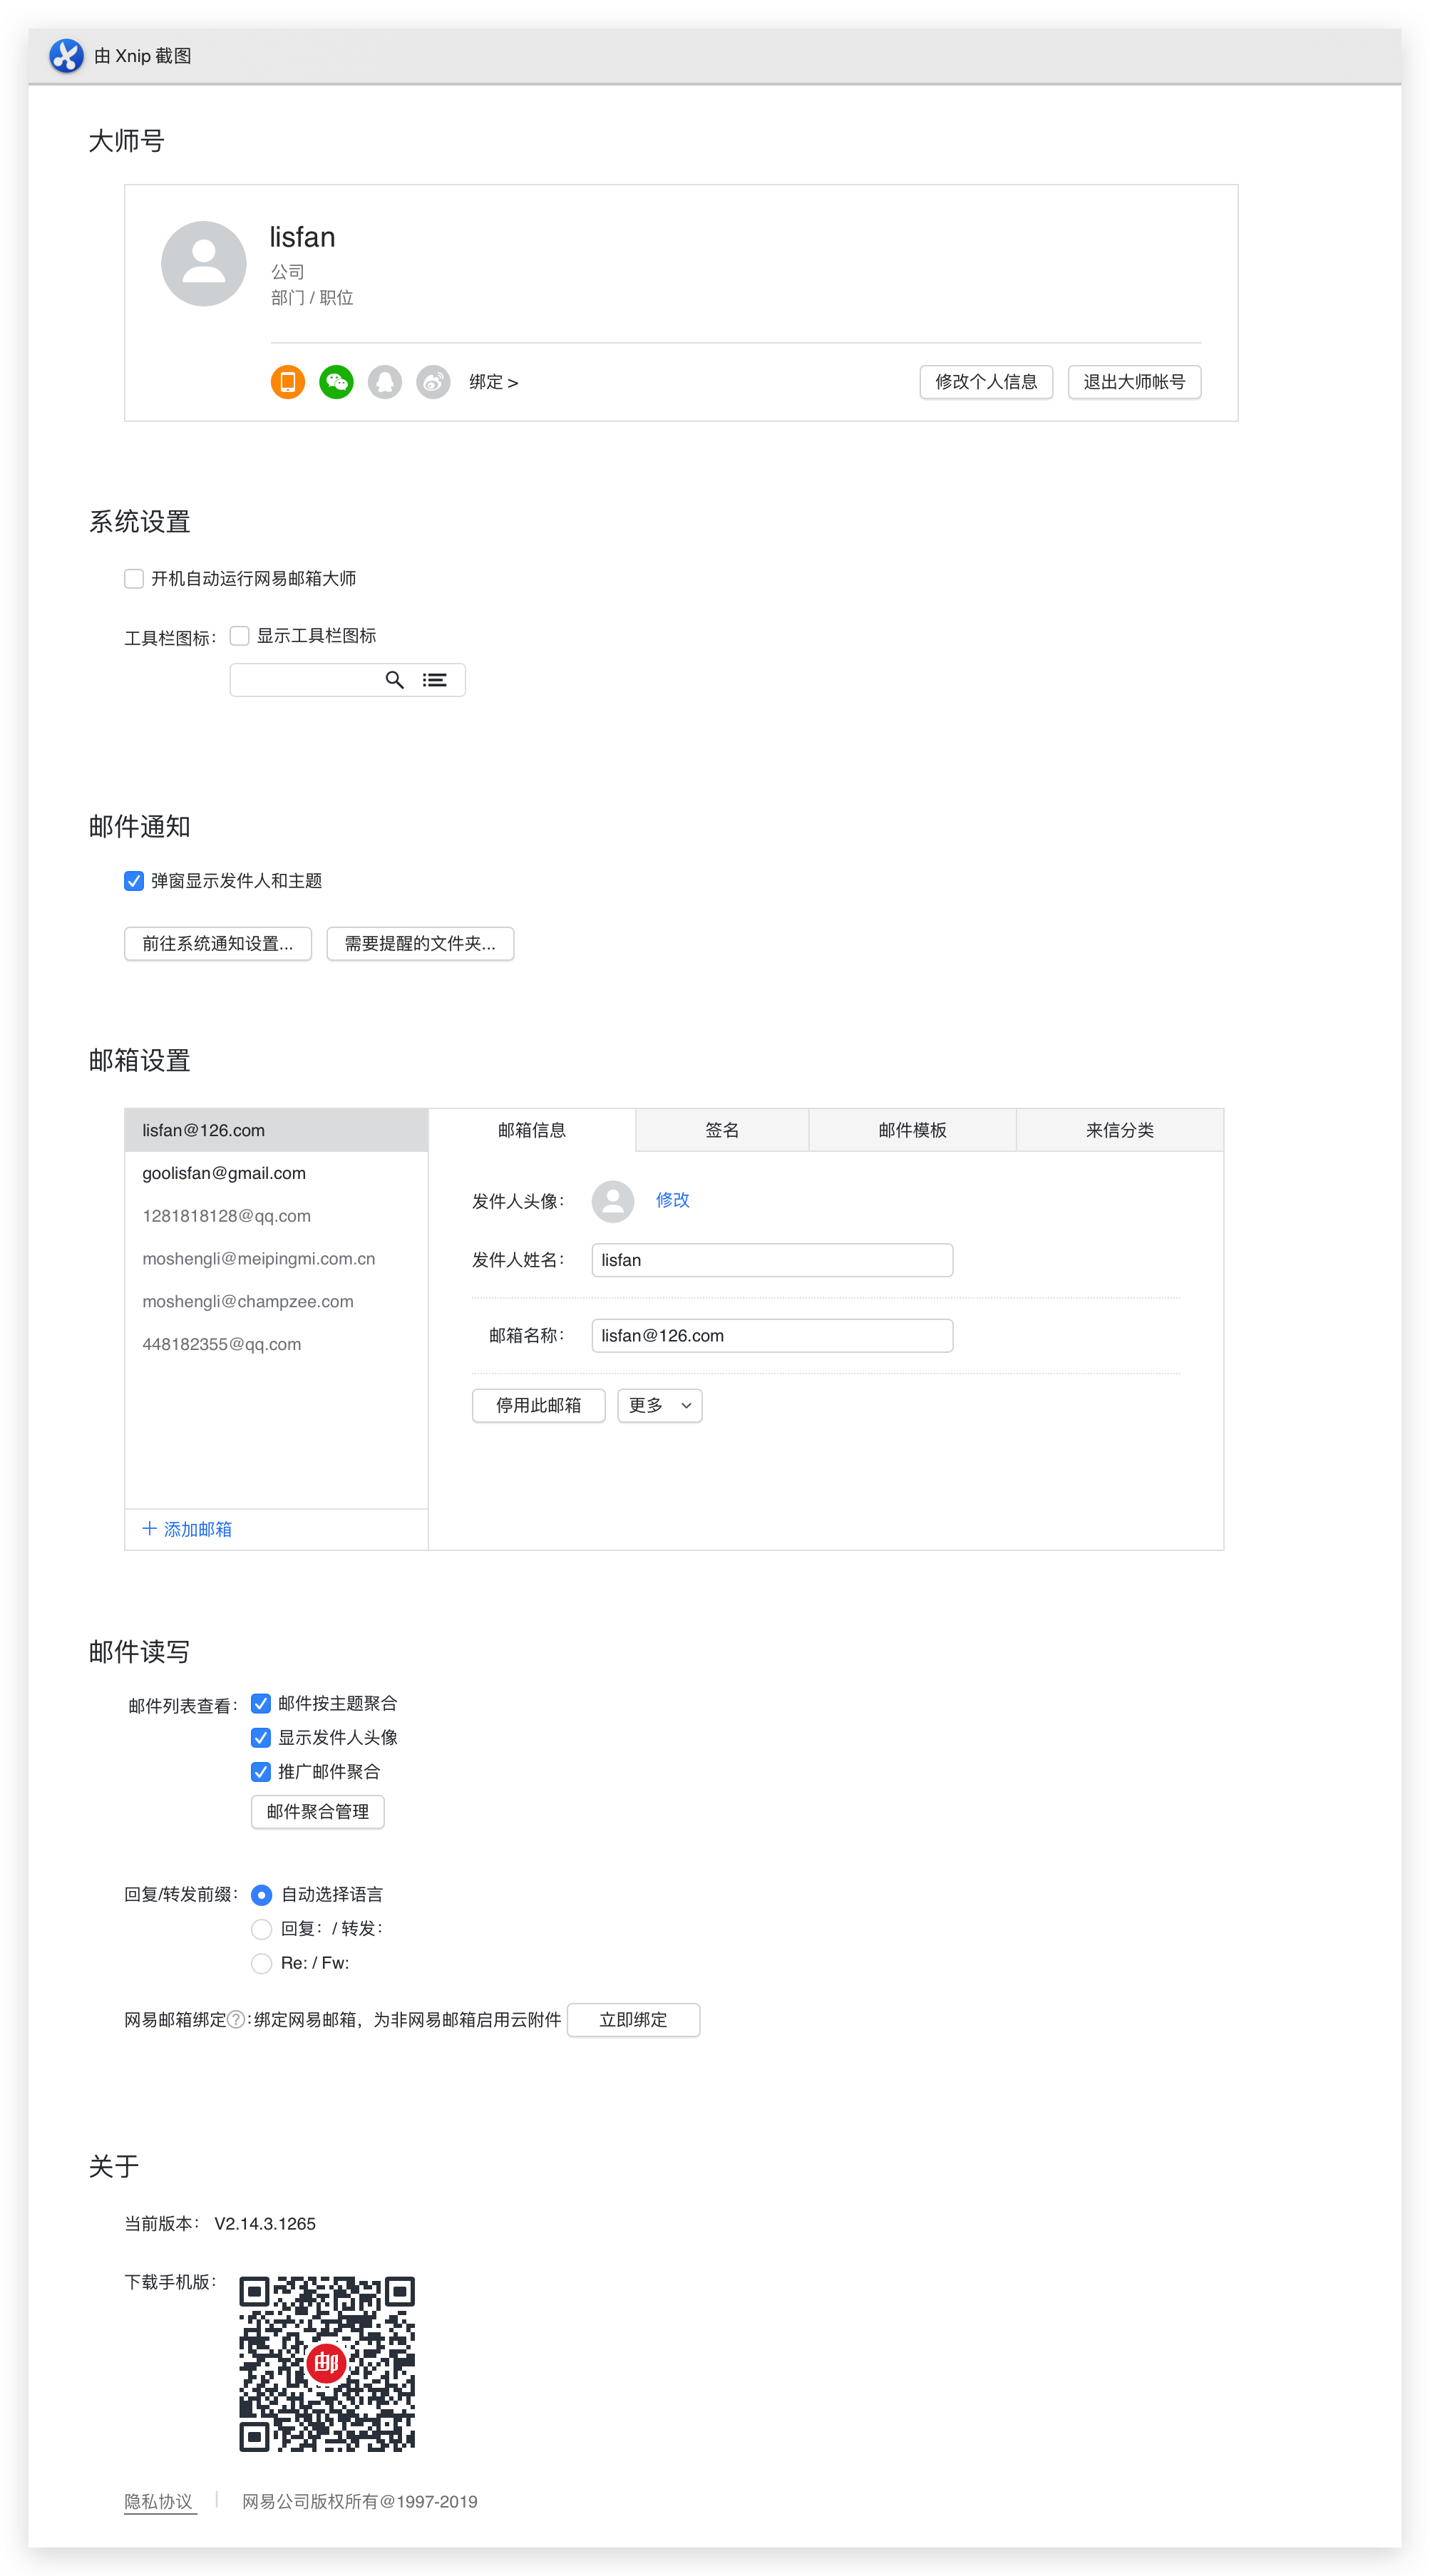 由 Xnip 截图
大师号
lisfan
公司
部门 / 职位
绑定 >
修改个人信息
退出大师帐号
系统设置
开机自动运行网易邮箱大师
工具栏图标： 显示工具栏图标
邮件通知
弹窗显示发件人和主题
前往系统通知设置... 需要提醒的文件夹...
邮箱设置
lisfan@126.com
goolisfan@gmail.com
1281818128@qq.com
moshengli@meipingmi.com.cn
moshengli@champzee.com
448182355@qq.com
添加邮箱
邮箱信息 签名 邮件模板 来信分类
发件人头像： 修改
发件人姓名： lisfan
邮箱名称： lisfan@126.com
停用此邮箱 更多
邮件读写
邮件列表查看： 邮件按主题聚合
显示发件人头像
推广邮件聚合
邮件聚合管理
回复/转发前缀： 自动选择语言
回复： / 转发：
Re: / Fw:
网易邮箱绑定?:绑定网易邮箱，为非网易邮箱启用云附件 立即绑定
关于
当前版本： V2.14.3.1265
下载手机版：
邮
隐私协议 | 网易公司版权所有@1997-2019